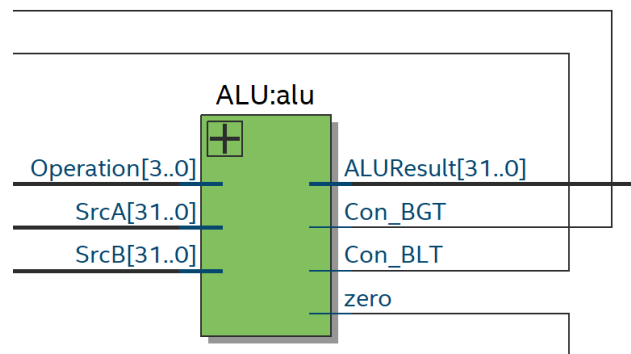 ALU:alu
Operation[3..0]
SrcA[31..0]
SrcB[31..0]
ALUResult[31..0]
Con_BGT
Con_BLT
zero